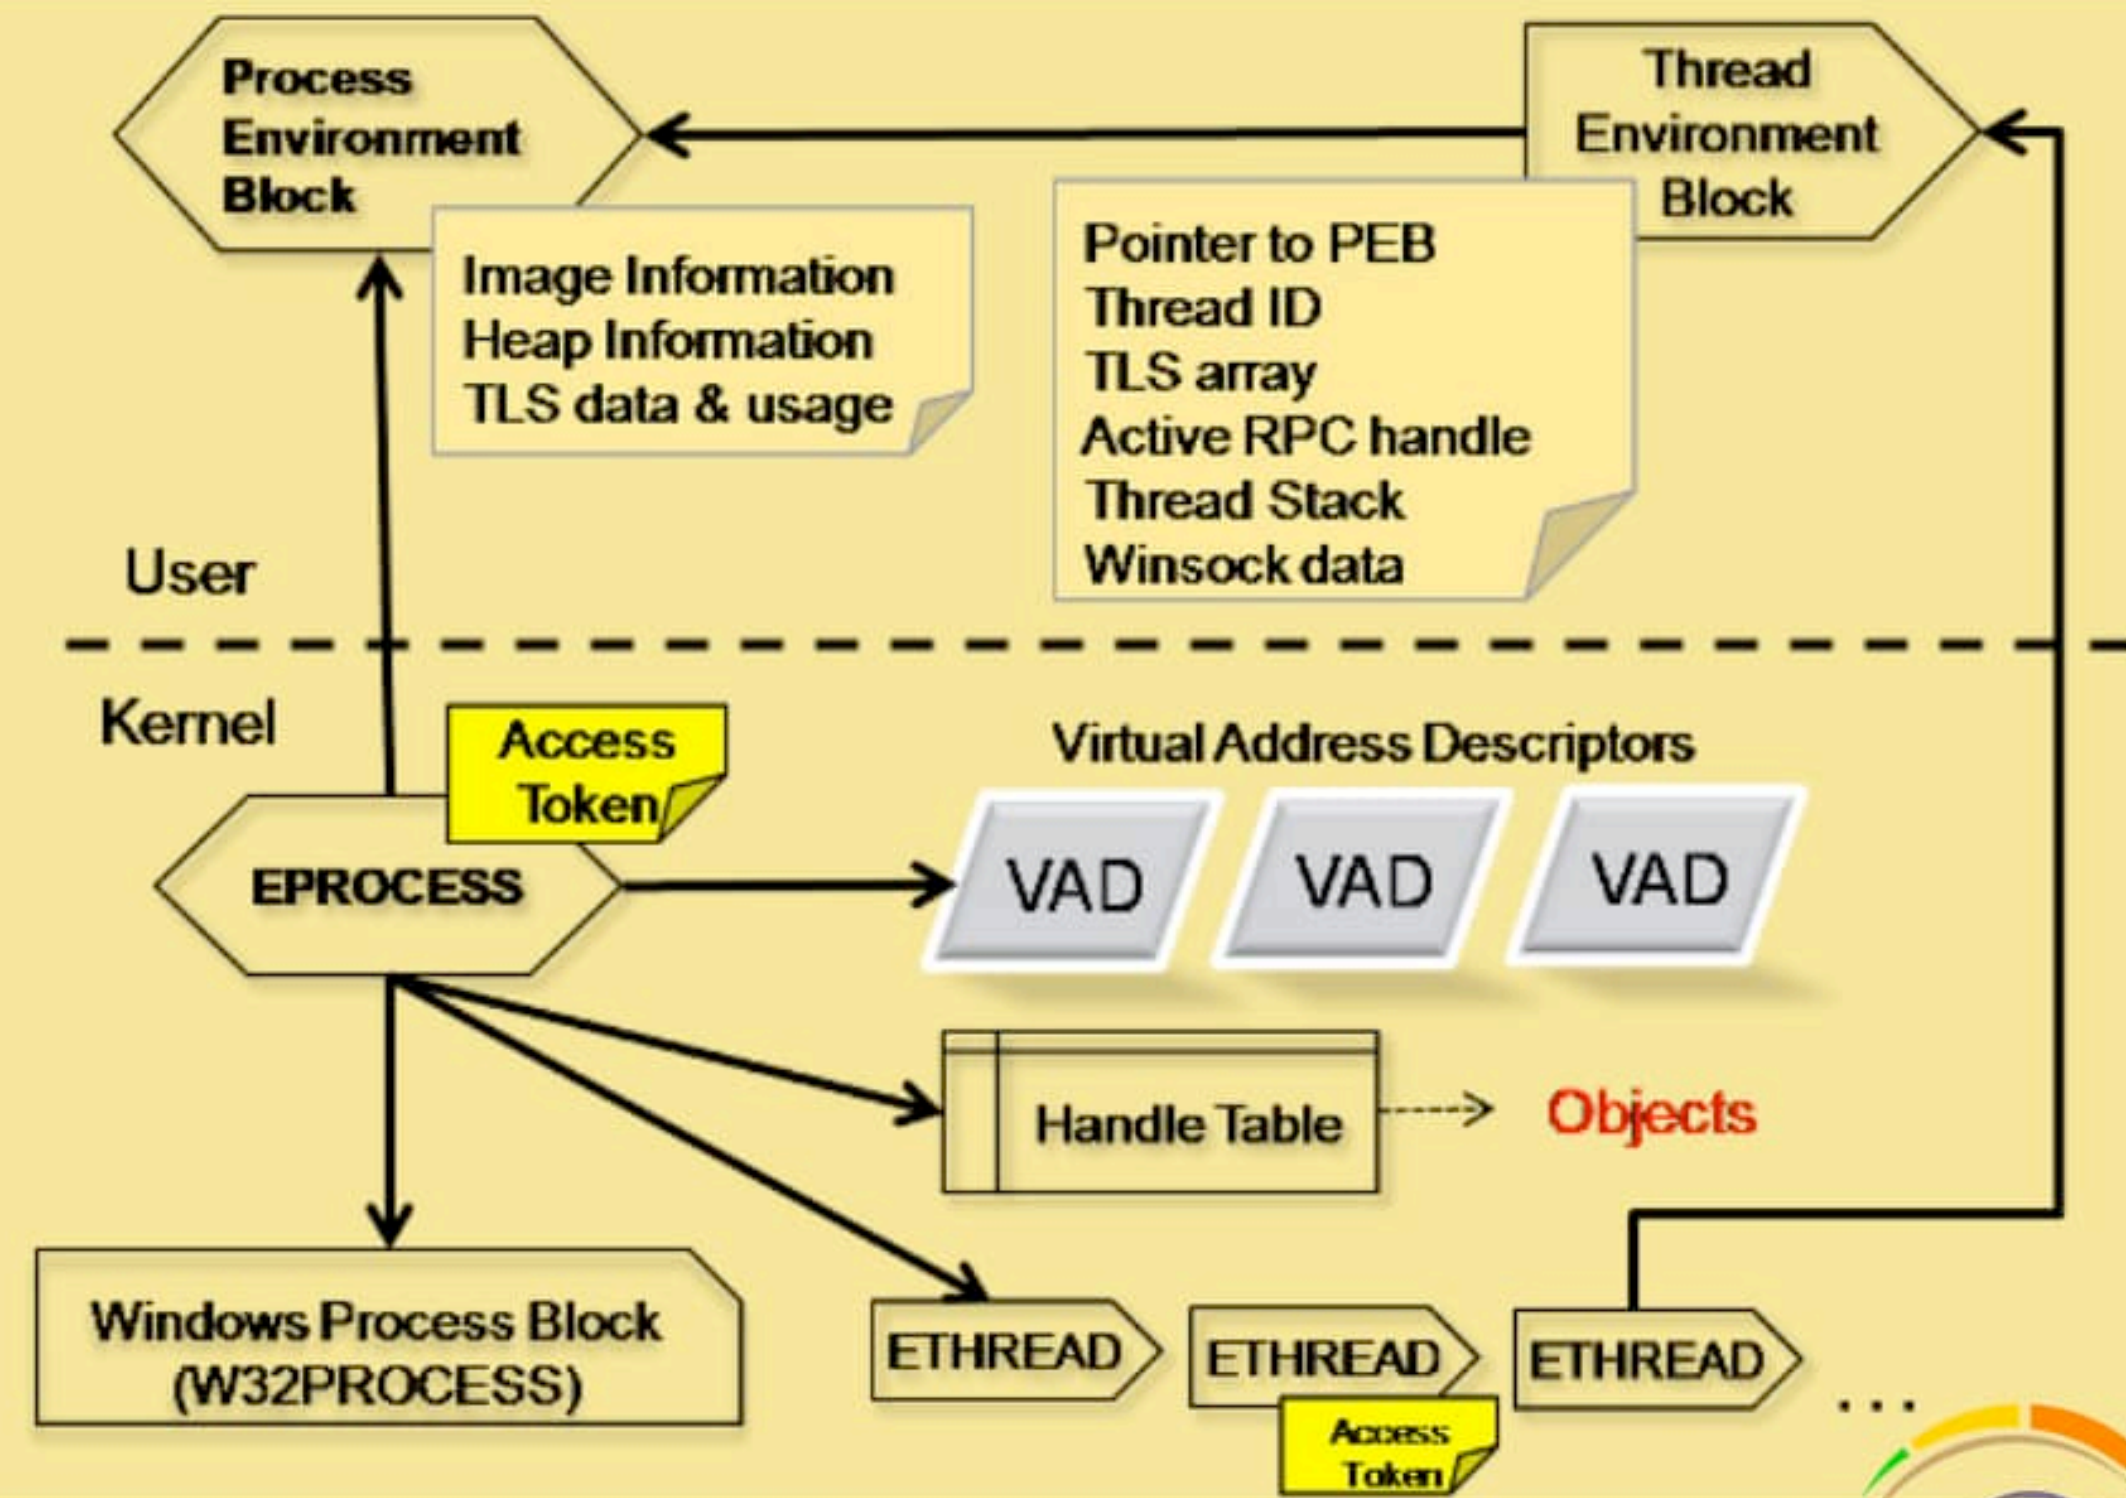 Process
Environment
Block
Thread
Environment
Block
Image Information
Heap Information
TLS data & usage
Pointer to PEB
Thread ID
TLS array
Active RPC handle
Thread Stack
Winsock data
User
Kernel
Access
Token
Virtual Address Descriptors
EPROCESS
VAD
VAD
VAD
Handle Table
Objects
Windows Process Block
(W32PROCESS)
ETHREAD
ETHREAD
ETHREAD
...
Access
Token